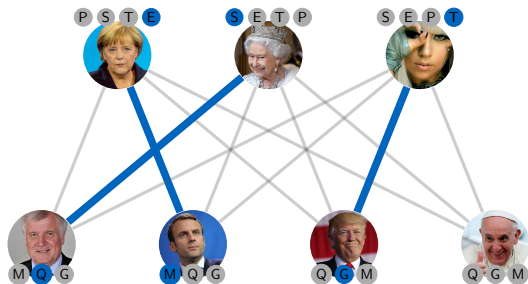 P S T E
S E T P
S E P T
M Q G
M Q G
Q G M
Q G M